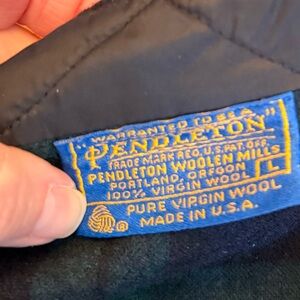 "WARRANTED TO BE A
PENDLETON"
TRADE MARK REG. U.S. PAT. OFF.
PENDLETON WOOLEN MILLS
PORTLAND, OREGON
100% VIRGIN WOOL
L
PURE VIRGIN WOOL
MADE IN U.S.A.
®